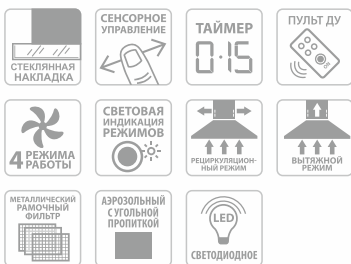 СТЕКЛЯННАЯ
НАКЛАДКА
СЕНСОРНОЕ
УПРАВЛЕНИЕ
ТАЙМЕР
0:15
ПУЛЬТ ДУ
ON
4 РЕЖИМА
РАБОТЫ
СВЕТОВАЯ
ИНДИКАЦИЯ
РЕЖИМОВ
РЕЦИРКУЛЯЦИОН-
НЫЙ РЕЖИМ
ВЫТЯЖНОЙ
РЕЖИМ
МЕТАЛЛИЧЕСКИЙ
РАМОЧНЫЙ
ФИЛЬТР
АЭРОЗОЛЬНЫЙ
С УГОЛЬНОЙ
ПРОПИТКОЙ
LED
СВЕТОДИОДНОЕ